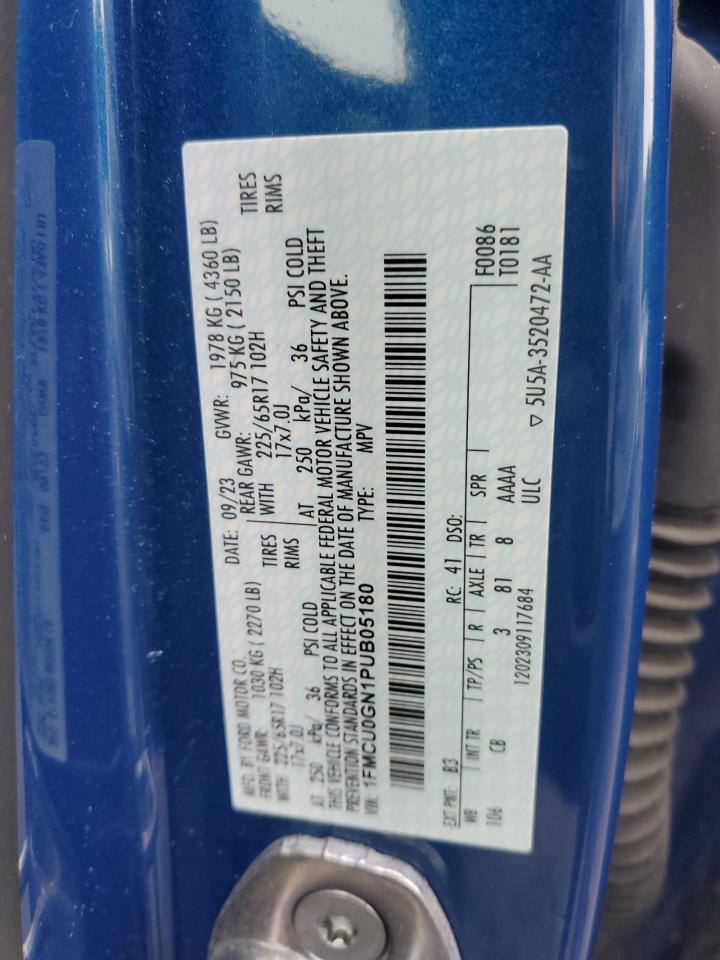 MFD. BY FORD MOTOR CO. DATE: 09/23 GVWR: 1978 KG ( 4360 LB)
FRONT GAWR: 1030 KG ( 2270 LB) REAR GAWR: 975 KG ( 2150 LB)
WITH 225/65R17 102H TIRES WITH 225/65R17 102H TIRES
17x7.0J RIMS 17x7.0J RIMS
AT 250 kPa/ 36 PSI COLD AT 250 kPa/ 36 PSI COLD
THIS VEHICLE CONFORMS TO ALL APPLICABLE FEDERAL MOTOR VEHICLE SAFETY AND THEFT
PREVENTION STANDARDS IN EFFECT ON THE DATE OF MANUFACTURE SHOWN ABOVE.
VIN: 1FMCU0GN1PUB05180 TYPE: MPV
EXT PNT: B3 RC: 41 DSO:
WB INT TR TP/PS R AXLE TR SPR F0086
106 CB 3 81 8 AAAA T0181
1202309117684 ULC
▽ 5U5A-3520472-AA